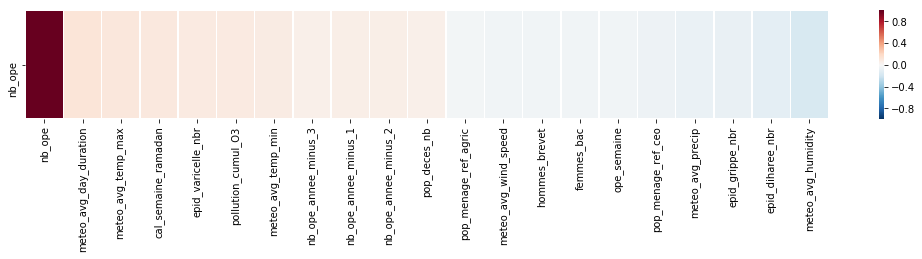 nb_ope
0.8
0.4
0.0
−0.4
−0.8
nb_ope
meteo_avg_day_duration
meteo_avg_temp_max
cal_semaine_ramadan
epid_varicelle_nbr
pollution_cumul_O3
meteo_avg_temp_min
nb_ope_annee_minus_3
nb_ope_annee_minus_1
nb_ope_annee_minus_2
pop_deces_nb
pop_menage_ref_agric
meteo_avg_wind_speed
hommes_brevet
femmes_bac
ope_semaine
pop_menage_ref_ceo
meteo_avg_precip
epid_grippe_nbr
epid_diharee_nbr
meteo_avg_humidity